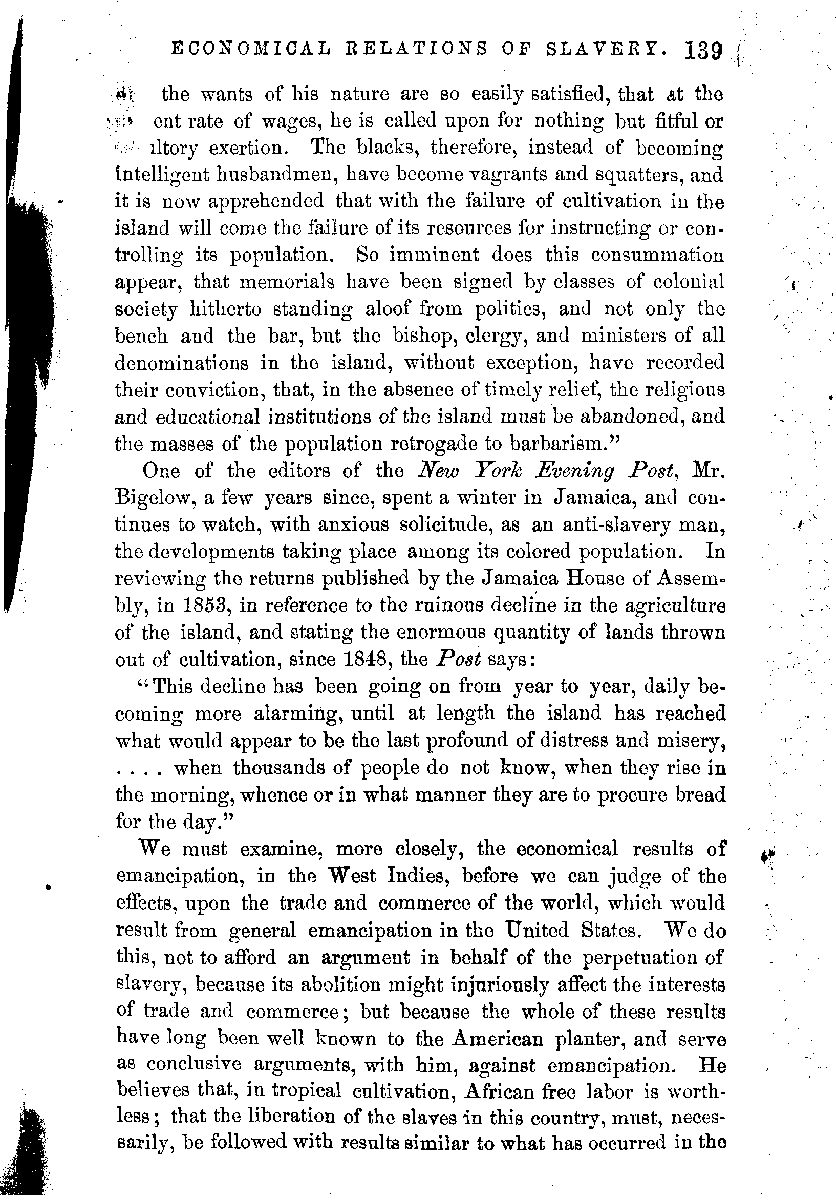 ECONOMICAL RELATIONS OF SLAVERY. 139
the wants of his nature are so easily satisfied, that at the
ent rate of wages, he is called upon for nothing but fitful or
ultory exertion. The blacks, therefore, instead of becoming
intelligent husbandmen, have become vagrants and squatters, and
it is now apprehended that with the failure of cultivation in the
island will come the failure of its resources for instructing or con-
trolling its population. So imminent does this consummation
appear, that memorials have been signed by classes of colonial
society hitherto standing aloof from politics, and not only the
bench and the bar, but the bishop, clergy, and ministers of all
denominations in the island, without exception, have recorded
their conviction, that, in the absence of timely relief, the religious
and educational institutions of the island must be abandoned, and
the masses of the population retrogade to barbarism."
One of the editors of the New York Evening Post, Mr.
Bigelow, a few years since, spent a winter in Jamaica, and con-
tinues to watch, with anxious solicitude, as an anti-slavery man,
the developments taking place among its colored population. In
reviewing the returns published by the Jamaica House of Assem-
bly, in 1853, in reference to the ruinous decline in the agriculture
of the island, and stating the enormous quantity of lands thrown
out of cultivation, since 1848, the Post says:
"This decline has been going on from year to year, daily be-
coming more alarming, until at length the island has reached
what would appear to be the last profound of distress and misery,
. . . . when thousands of people do not know, when they rise in
the morning, whence or in what manner they are to procure bread
for the day."
We must examine, more closely, the economical results of
emancipation, in the West Indies, before we can judge of the
effects, upon the trade and commerce of the world, which would
result from general emancipation in the United States. We do
this, not to afford an argument in behalf of the perpetuation of
slavery, because its abolition might injuriously affect the interests
of trade and commerce; but because the whole of these results
have long been well known to the American planter, and serve
as conclusive arguments, with him, against emancipation. He
believes that, in tropical cultivation, African free labor is worth-
less; that the liberation of the slaves in this country, must, neces-
sarily, be followed with results similar to what has occurred in the